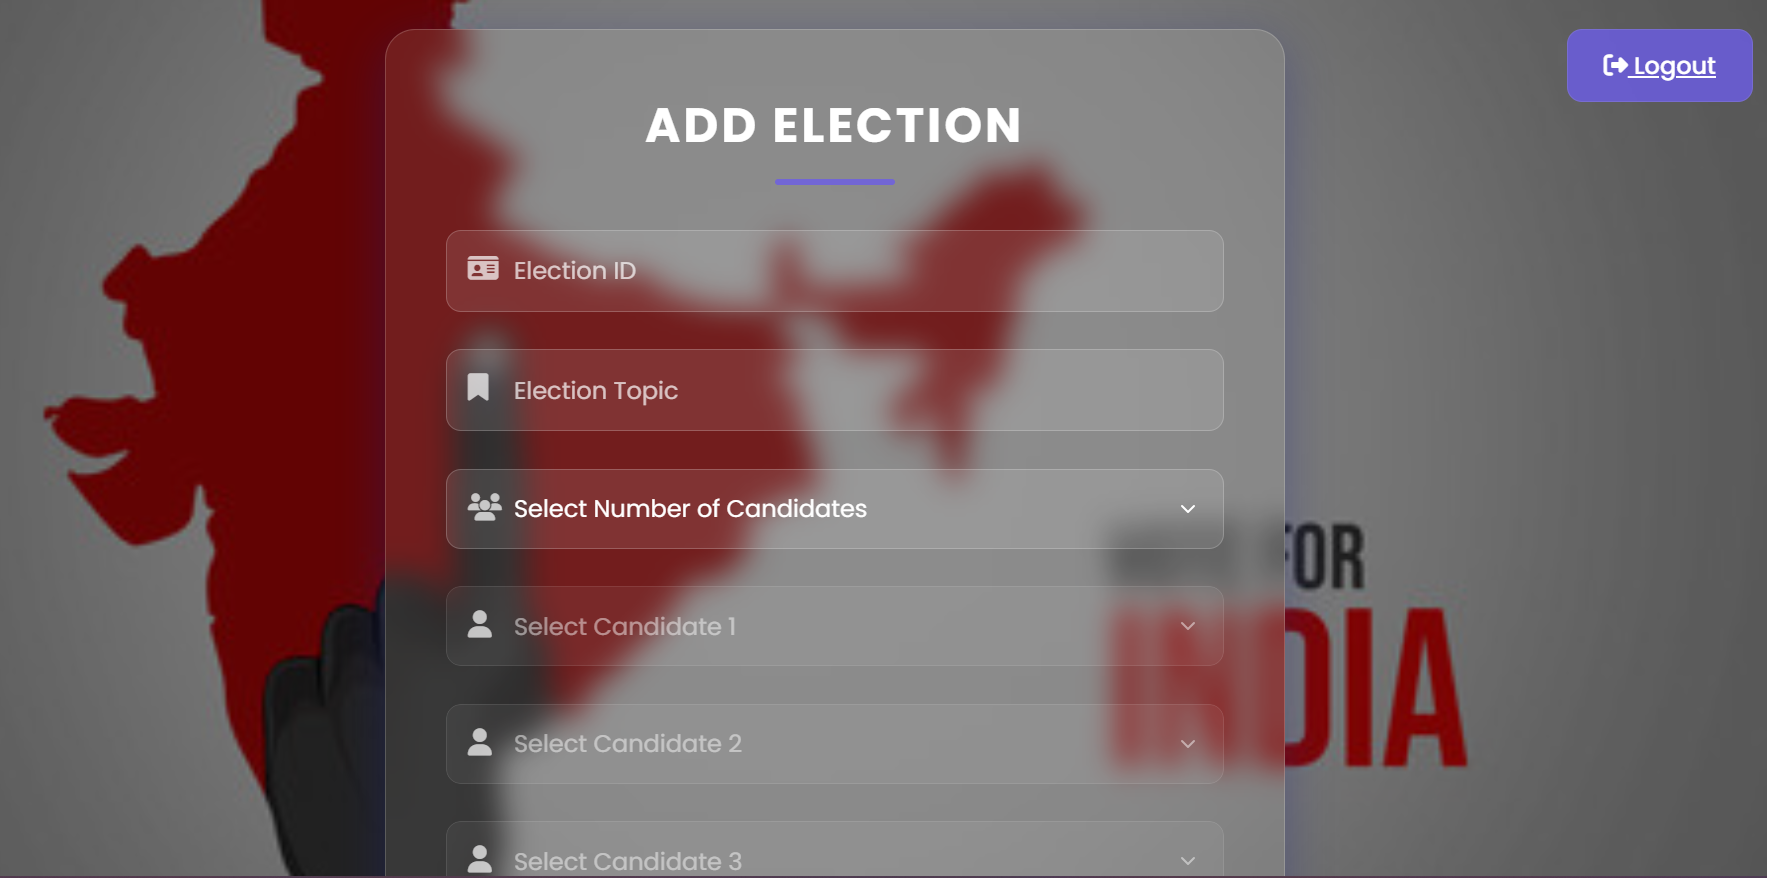 Logout
ADD ELECTION
Election ID
Election Topic
Select Number of Candidates
FOR
INDIA
Select Candidate 1
Select Candidate 2
Select Candidate 3